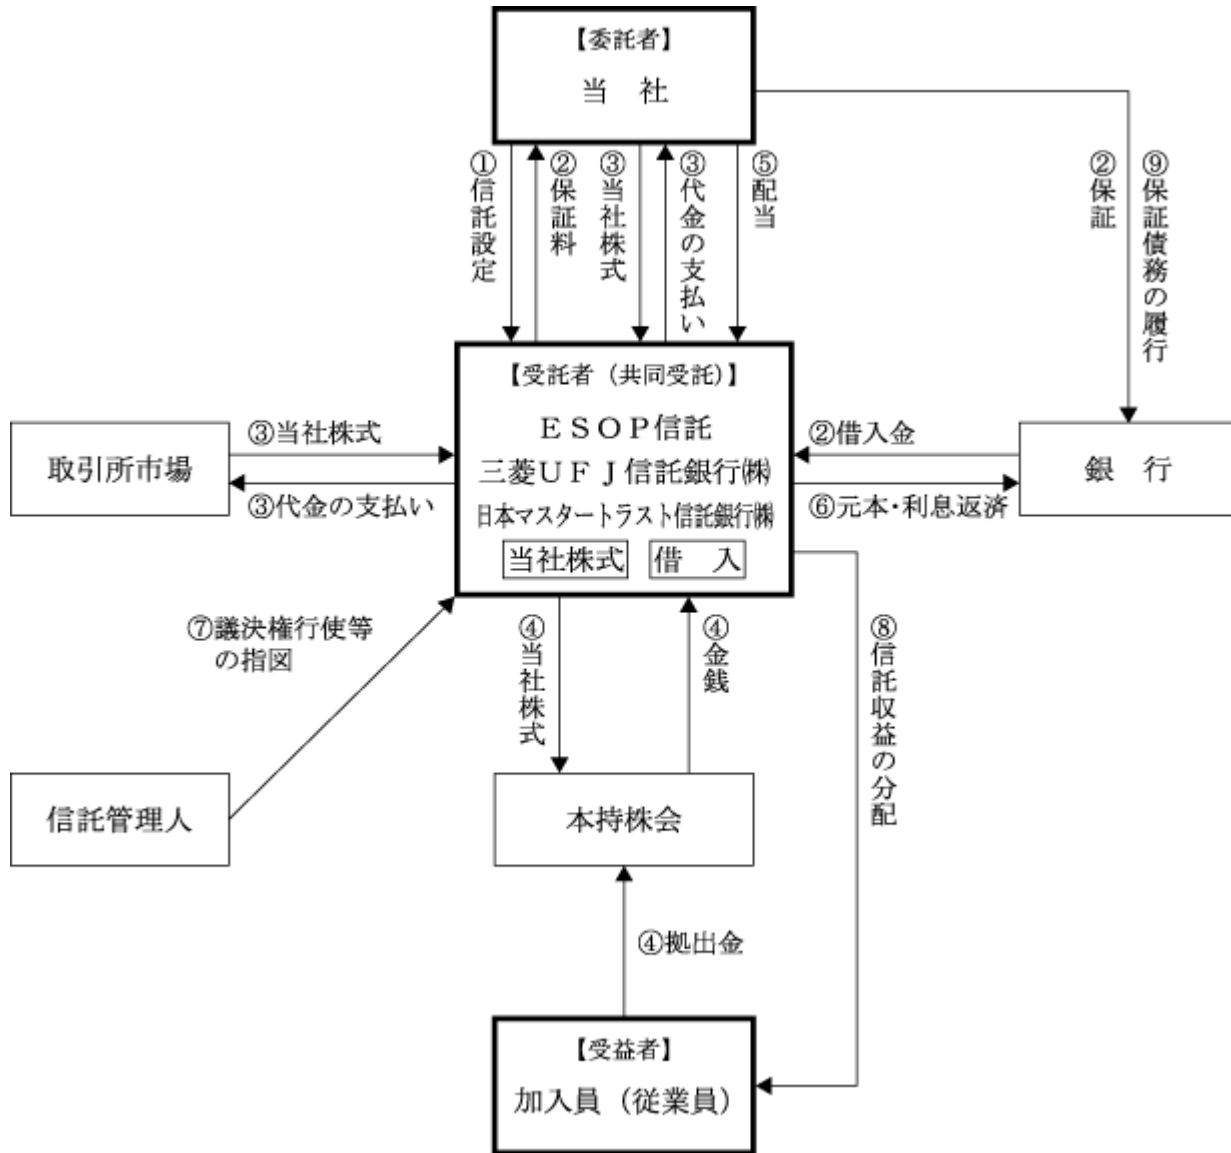 【委託者】
当　社
①信託設定
②保証料
③当社株式
③代金の支払い
⑤配当
②保証
⑨保証債務の履行
【受託者（共同受託）】
ＥＳＯＰ信託
三菱ＵＦＪ信託銀行㈱
日本マスタートラスト信託銀行㈱
当社株式
借　入
取引所市場
③当社株式
③代金の支払い
②借入金
⑥元本・利息返済
銀　行
⑦議決権行使等
の指図
④当社株式
④金銭
⑧信託収益の分配
信託管理人
本持株会
④拠出金
【受益者】
加入員（従業員）